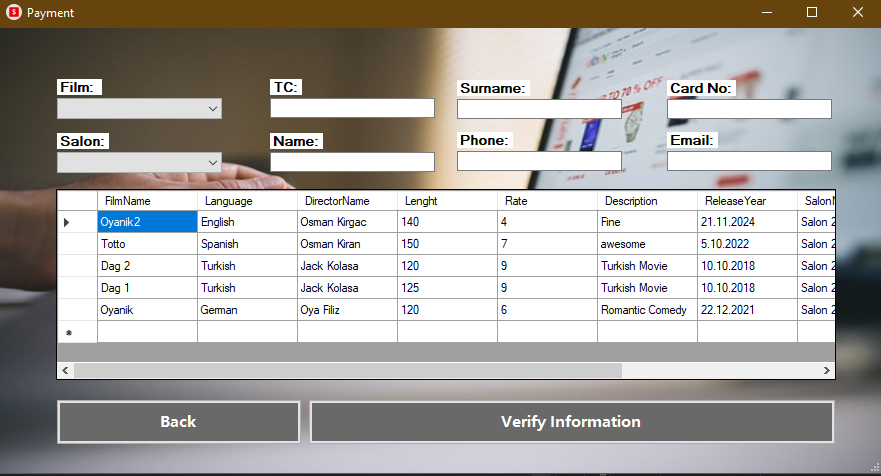 Payment
Film: TC: Surname: Card No:
Salon: Name: Phone: Email:
FilmName Language DirectorName Lenght Rate Description ReleaseYear
Oyanik2 English Osman Kirgac 140 4 Fine 21.11.2024 Salon 2
Totto Spanish Osman Kiran 150 7 awesome 5.10.2022 Salon 2
Dag 2 Turkish Jack Kolasa 120 9 Turkish Movie 10.10.2018 Salon 2
Dag 1 Turkish Jack Kolasa 125 9 Turkish Movie 10.10.2018 Salon 2
Oyanik German Oya Filiz 120 6 Romantic Comedy 22.12.2021 Salon 2
Back Verify Information